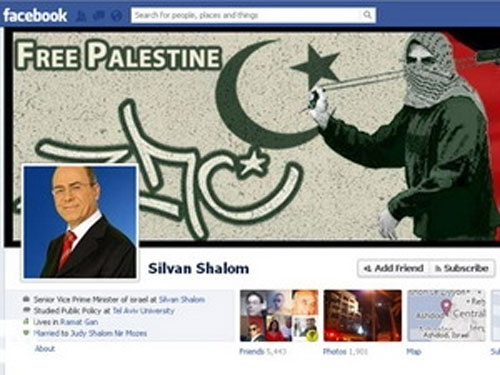 facebook
Search for people, places and things
FREE PALESTINE
Silvan Shalom
Add Friend
Subscribe
Senior Vice Prime Minister of israel at Silvan Shalom
Studied Public Policy at Tel Aviv University
Lives in Ramat Gan
Married to Judy Shalom Nir Mozes
About
Friends 5,443
Photos 1,901
Map
Central
Ashdod, Israel